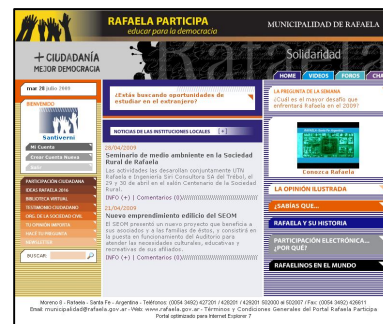 RAFAELA PARTICIPA
educar para la democracia
MUNICIPALIDAD DE RAFAELA
+ CIUDADANÍA
MEJOR DEMOCRACIA
Rafaela
Solidaridad
HOME
VIDEOS
FOROS
CHA
mar 28 julio 2009
BIENVENIDO
Santiverni
Mi Cuenta
Crear Cuenta Nueva
Salir
PARTICIPACIÓN CIUDADANA
IDEAS RAFAELA 2016
BIBLIOTECA VIRTUAL
TESTIMONIO CIUDADANO
ORG. DE LA SOCIEDAD CIVIL
TU OPINIÓN IMPORTA
HACÉ TU PREGUNTA
NEWSLETTER
BUSCAR:
¿Estás buscando oportunidades de
estudiar en el extranjero?
NOTICIAS DE LAS INSTITUCIONES LOCALES [+]
28/04/2009
Seminario de medio ambiente en la Sociedad
Rural de Rafaela
Las actividades las desarrollan conjuntamente UTN
Rafaela e Ingeniería Sri Consultora SA del Trébol, el
29 y 30 de abril en el salón Centenario de la Sociedad
Rural.
INFO (+) | Comentarios (0)
21/04/2009
Nuevo emprendimiento edilicio del SEOM
El SEOM presentó un nuevo proyecto que beneficia a
sus asociados y a las familias de éstos, y consistirá en
la puesta en funcionamiento del Auditorio para
atender las necesidades culturales, educativas y
recreativas de sus afiliados.
INFO (+) | Comentarios (0)
LA PREGUNTA DE LA SEMANA
¿Cuál es el mayor desafío que
enfrentará Rafaela en el 2009?
Conozca Rafaela
LA OPINIÓN ILUSTRADA
¿SABÍAS QUE...
RAFAELA Y SU HISTORIA
PARTICIPACIÓN ELECTRÓNICA...
¿POR QUÉ?
RAFAELINOS EN EL MUNDO
Moreno 8 - Rafaela - Santa Fe - Argentina - Teléfonos: (0054 3492) 427201 / 428201 / 429201 502000 al 502007 / Fax: (0054 3492) 426611
Email: municipalidad@rafaela.gov.ar - Web: www.rafaela.gov.ar - Términos y Condiciones Generales del Portal Rafaela Participa
Portal optimizado para Internet Explorer 7